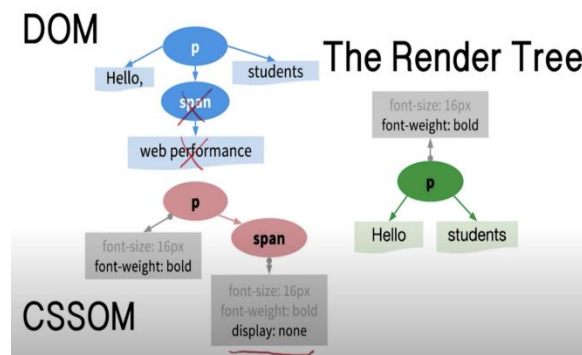 DOM
p
Hello,
students
span
web performance
The Render Tree
font-size: 16px
font-weight: bold
p
Hello
students
p
font-size: 16px
font-weight: bold
span
font-size: 16px
font-weight: bold
display: none
CSSOM